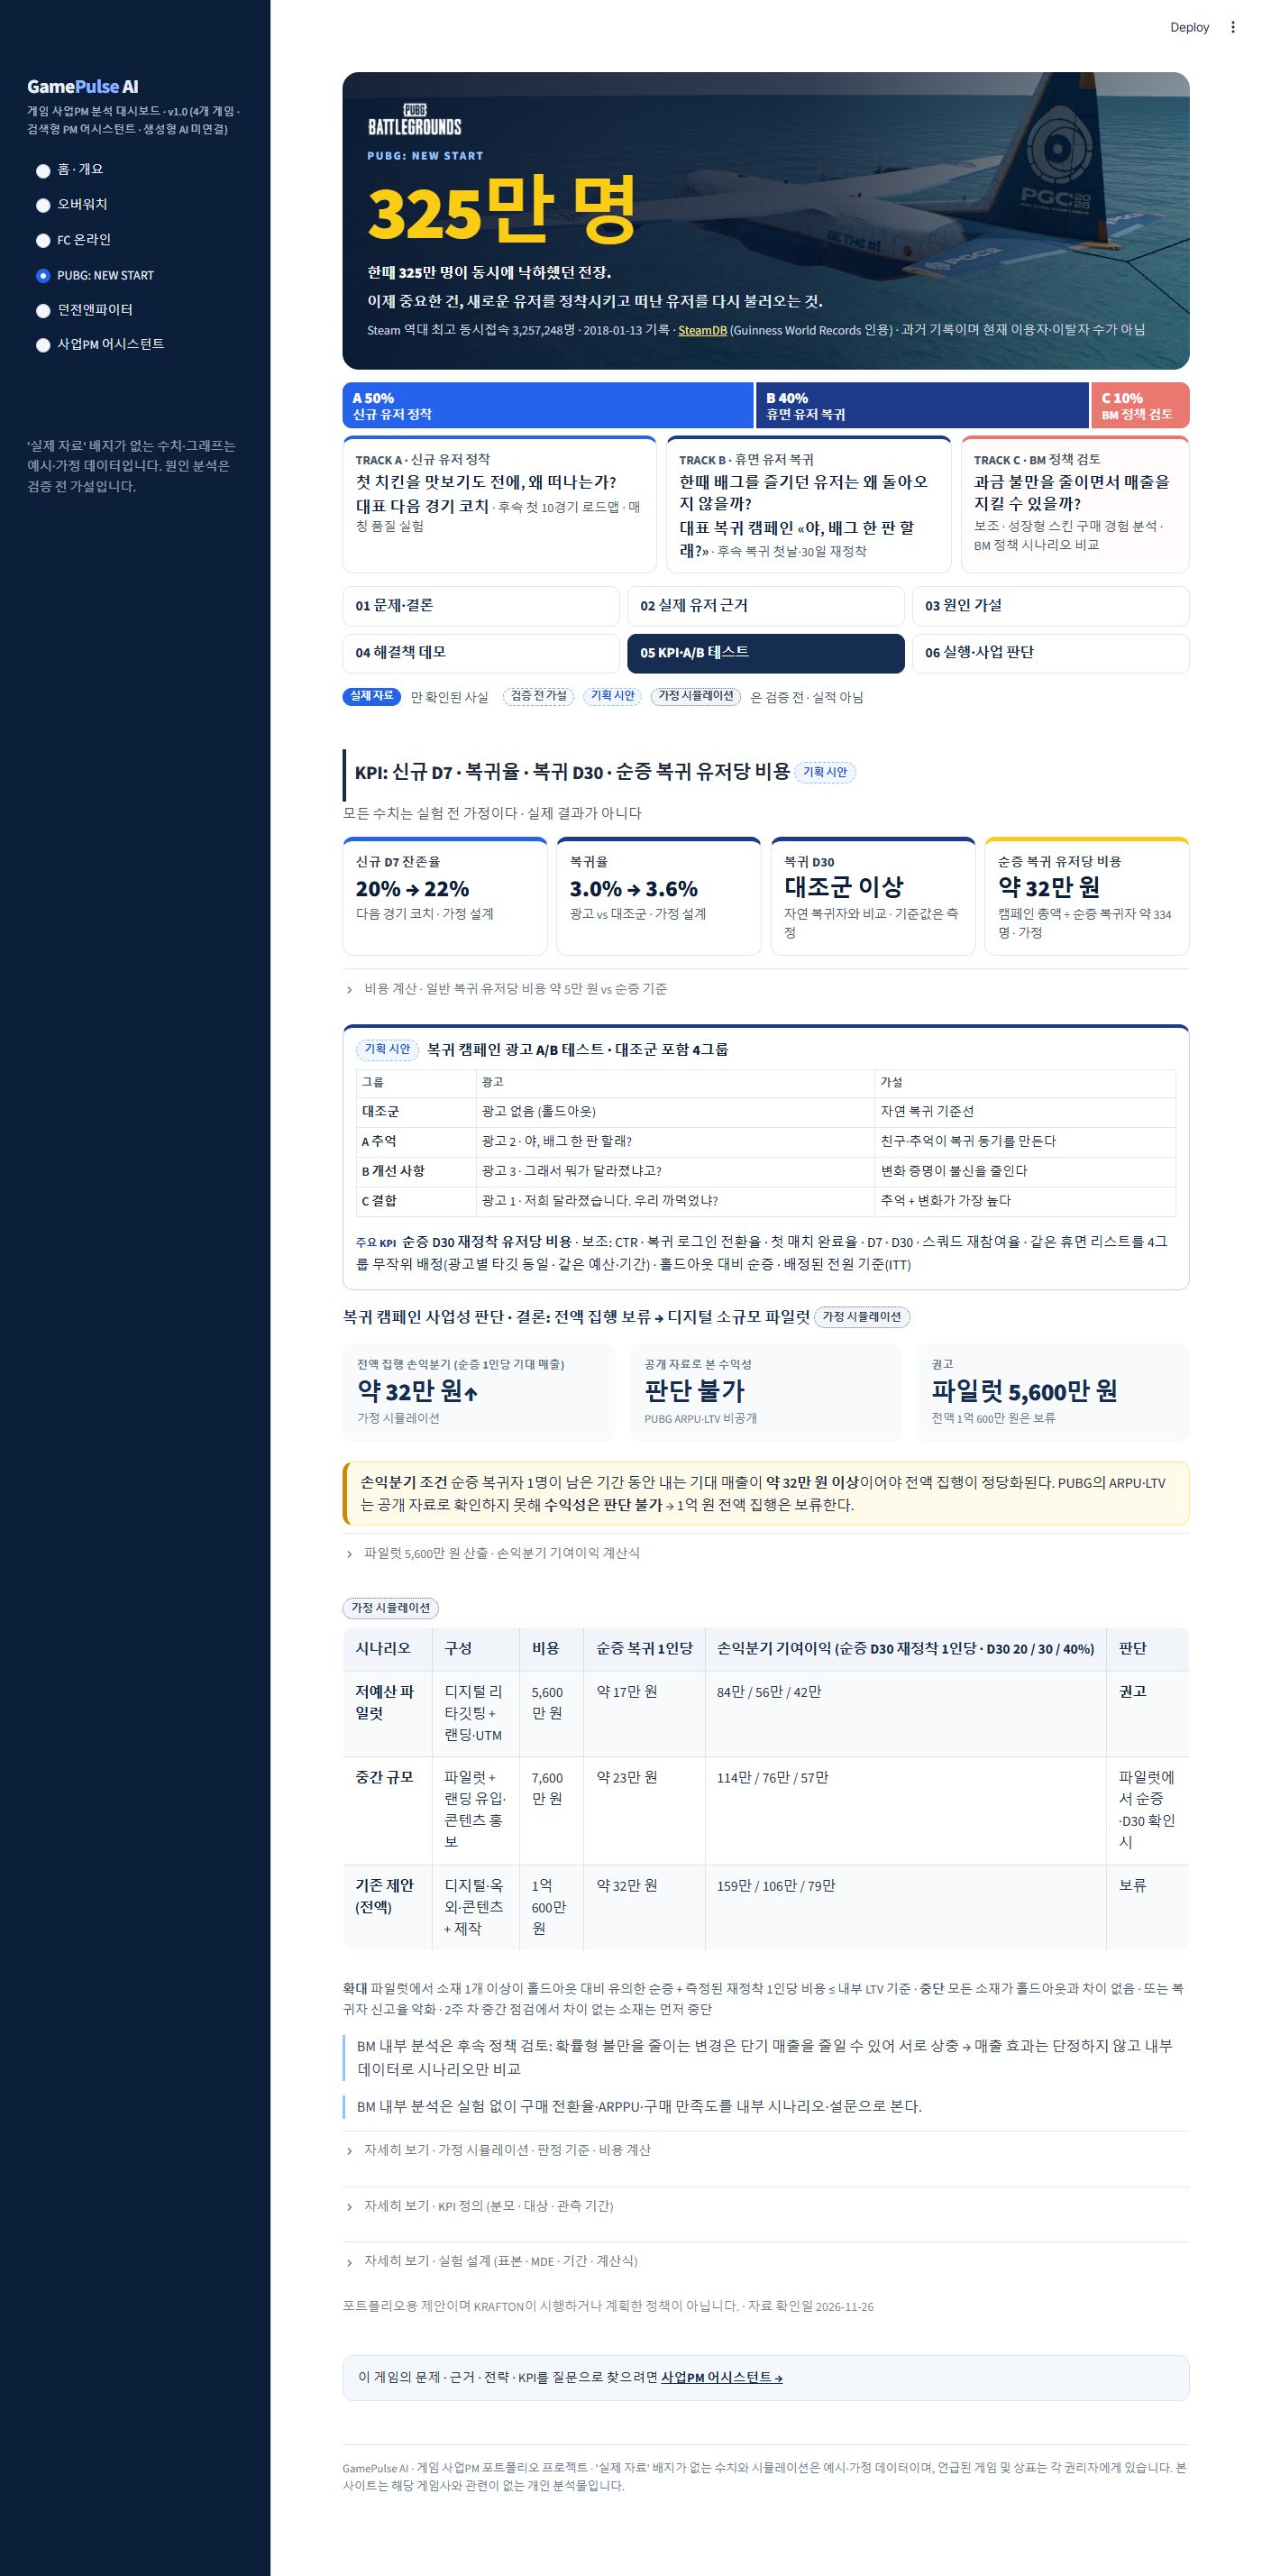 Deploy
GamePulse AI
게임 사업PM 분석 대시보드 · v1.0 (4개 게임 ·
검색형 PM 어시스턴트 · 생성형 AI 미연결)
홈 · 개요
오버워치
FC 온라인
PUBG: NEW START
던전앤파이터
사업PM 어시스턴트
'실제 자료' 배지가 없는 수치·그래프는
예시·가정 데이터입니다. 원인 분석은
검증 전 가설입니다.
PUBG
BATTLEGROUNDS
PUBG: NEW START
325만 명
한때 325만 명이 동시에 낙하했던 전장.
이제 중요한 건, 새로운 유저를 정착시키고 떠난 유저를 다시 불러오는 것.
Steam 역대 최고 동시접속 3,257,248명 · 2018-01-13 기록 · SteamDB (Guinness World Records 인용) · 과거 기록이며 현재 이용자·이탈자 수가 아님
PGC 2026
BE THE #1
PGC
A 50%
신규 유저 정착
B 40%
휴면 유저 복귀
C 10%
BM 정책 검토
TRACK A · 신규 유저 정착
첫 치킨을 맛보기도 전에, 왜 떠나는가?
대표 다음 경기 코치 · 후속 첫 10경기 로드맵 · 매
칭 품질 실험
TRACK B · 휴면 유저 복귀
한때 배그를 즐기던 유저는 왜 돌아오
지 않을까?
대표 복귀 캠페인 «야, 배그 한 판 할
래?» · 후속 복귀 첫날·30일 재정착
TRACK C · BM 정책 검토
과금 불만을 줄이면서 매출을
지킬 수 있을까?
보조 · 성장형 스킨 구매 경험 분석 ·
BM 정책 시나리오 비교
01 문제·결론
02 실제 유저 근거
03 원인 가설
04 해결책 데모
05 KPI·A/B 테스트
06 실행·사업 판단
실제 자료 만 확인된 사실 검증 전 가설 기획 시안 가정 시뮬레이션 은 검증 전 · 실적 아님
KPI: 신규 D7 · 복귀율 · 복귀 D30 · 순증 복귀 유저당 비용 기획 시안
모든 수치는 실험 전 가정이다 · 실제 결과가 아니다
신규 D7 잔존율
20% → 22%
다음 경기 코치 · 가정 설계
복귀율
3.0% → 3.6%
광고 vs 대조군 · 가정 설계
복귀 D30
대조군 이상
자연 복귀자와 비교 · 기준값은 측
정
순증 복귀 유저당 비용
약 32만 원
캠페인 총액 ÷ 순증 복귀자 약 334
명 · 가정
비용 계산 · 일반 복귀 유저당 비용 약 5만 원 vs 순증 기준
기획 시안 복귀 캠페인 광고 A/B 테스트 · 대조군 포함 4그룹
그룹 광고 가설
대조군 광고 없음 (홀드아웃) 자연 복귀 기준선
A 추억 광고 2 · 야, 배그 한 판 할래? 친구·추억이 복귀 동기를 만든다
B 개선 사항 광고 3 · 그래서 뭐가 달라졌냐고? 변화 증명이 불신을 줄인다
C 결합 광고 1 · 저희 달라졌습니다. 우리 까먹었냐? 추억 + 변화가 가장 높다
주요 KPI 순증 D30 재정착 유저당 비용 · 보조: CTR · 복귀 로그인 전환율 · 첫 매치 완료율 · D7 · D30 · 스쿼드 재참여율 · 같은 휴면 리스트를 4그
룹 무작위 배정(광고별 타깃 동일 · 같은 예산·기간) · 홀드아웃 대비 순증 · 배정된 전원 기준(ITT)
복귀 캠페인 사업성 판단 · 결론: 전액 집행 보류 → 디지털 소규모 파일럿 가정 시뮬레이션
전액 집행 손익분기 (순증 1인당 기대 매출)
약 32만 원↑
가정 시뮬레이션
공개 자료로 본 수익성
판단 불가
PUBG ARPU·LTV 비공개
권고
파일럿 5,600만 원
전액 1억 600만 원은 보류
손익분기 조건 순증 복귀자 1명이 남은 기간 동안 내는 기대 매출이 약 32만 원 이상이어야 전액 집행이 정당화된다. PUBG의 ARPU·LTV
는 공개 자료로 확인하지 못해 수익성은 판단 불가 → 1억 원 전액 집행은 보류한다.
파일럿 5,600만 원 산출 · 손익분기 기여이익 계산식
가정 시뮬레이션
시나리오 구성 비용 순증 복귀 1인당 손익분기 기여이익 (순증 D30 재정착 1인당 · D30 20 / 30 / 40%) 판단
저예산 파
일럿
디지털 리
타깃팅 +
랜딩·UTM
5,600
만 원
약 17만 원
84만 / 56만 / 42만
권고
중간 규모
파일럿 +
랜딩 유입·
콘텐츠 홍
보
7,600
만 원
약 23만 원
114만 / 76만 / 57만
파일럿에
서 순증
·D30 확인
시
기존 제안
(전액)
디지털·옥
외·콘텐츠
+ 제작
1억
600만
원
약 32만 원
159만 / 106만 / 79만
보류
확대 파일럿에서 소재 1개 이상이 홀드아웃 대비 유의한 순증 + 측정된 재정착 1인당 비용 ≤ 내부 LTV 기준 · 중단 모든 소재가 홀드아웃과 차이 없음 · 또는 복
귀자 신고율 악화 · 2주 차 중간 점검에서 차이 없는 소재는 먼저 중단
BM 내부 분석은 후속 정책 검토: 확률형 불만을 줄이는 변경은 단기 매출을 줄일 수 있어 서로 상충 → 매출 효과는 단정하지 않고 내부
데이터로 시나리오만 비교
BM 내부 분석은 실험 없이 구매 전환율·ARPPU·구매 만족도를 내부 시나리오·설문으로 본다.
자세히 보기 · 가정 시뮬레이션 · 판정 기준 · 비용 계산
자세히 보기 · KPI 정의 (분모 · 대상 · 관측 기간)
자세히 보기 · 실험 설계 (표본 · MDE · 기간 · 계산식)
포트폴리오용 제안이며 KRAFTON이 시행하거나 계획한 정책이 아닙니다. · 자료 확인일 2026-11-26
이 게임의 문제 · 근거 · 전략 · KPI를 질문으로 찾으려면 사업PM 어시스턴트 →
GamePulse AI · 게임 사업PM 포트폴리오 프로젝트 · '실제 자료' 배지가 없는 수치와 시뮬레이션은 예시·가정 데이터이며, 언급된 게임 및 상표는 각 권리자에게 있습니다. 본
사이트는 해당 게임사와 관련이 없는 개인 분석물입니다.